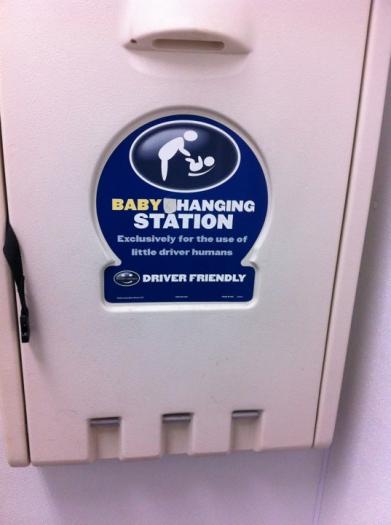 BABY HANGING
STATION
Exclusively for the use of
little driver humans
DRIVER FRIENDLY